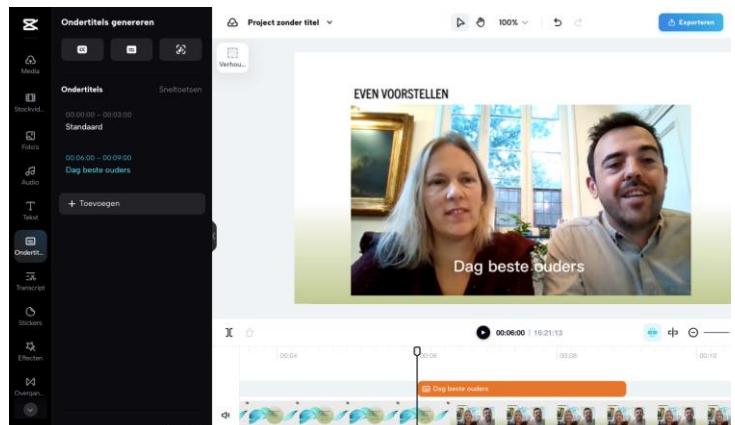 Ondertitels genereren
Project zonder titel
100%
Exporteren
Media
Stockvid...
Foto's
Audio
Tekst
Ondertit...
Transcript
Stickers
Effecten
Overgan...
Ondertitels
Sneltoetsen
00:00:00 – 00:03:00
Standaard
00:06:00 – 00:09:00
Dag beste ouders
+ Toevoegen
Verhou...
EVEN VOORSTELLEN
Dag beste ouders
00:06:00 | 16:21:13
00:04
00:06
00:08
00:10
Dag beste ouders